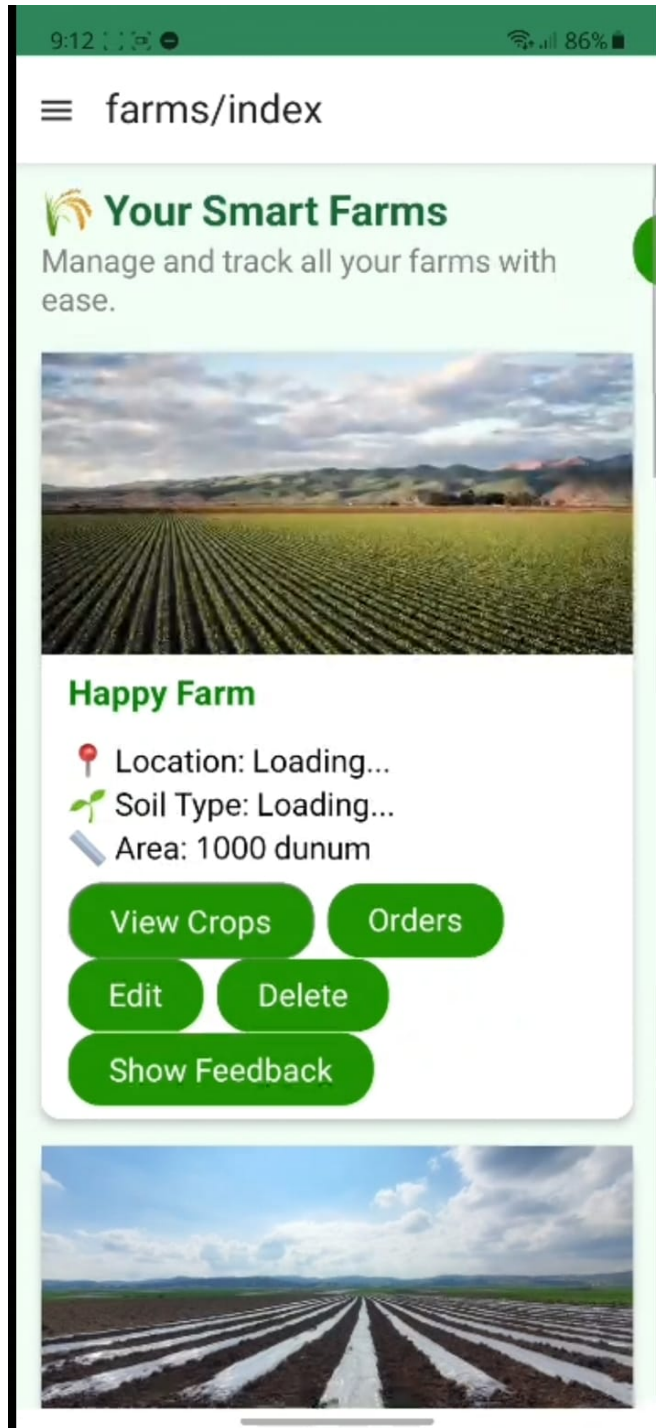 9:12 86%
farms/index
Your Smart Farms
Manage and track all your farms with
ease.
Happy Farm
Location: Loading...
Soil Type: Loading...
Area: 1000 dunum
View Crops Orders
Edit Delete
Show Feedback